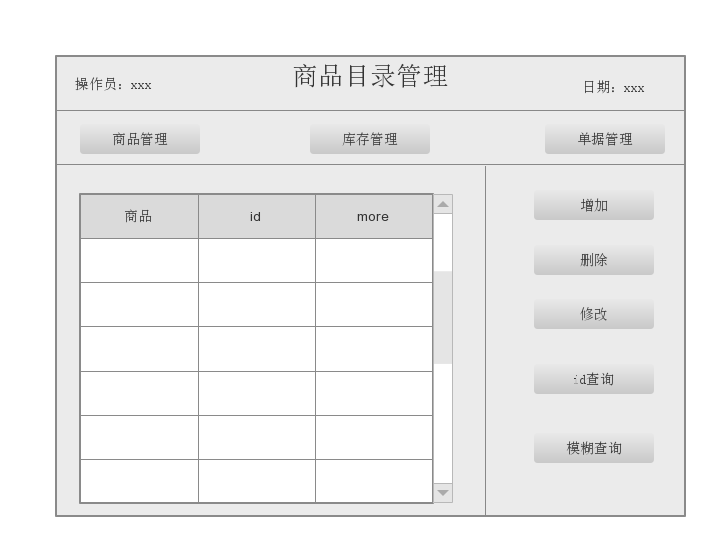 商品目录管理
操作员：xxx
日期：xxx
商品管理
库存管理
单据管理
商品 id more
增加
删除
修改
id查询
模糊查询